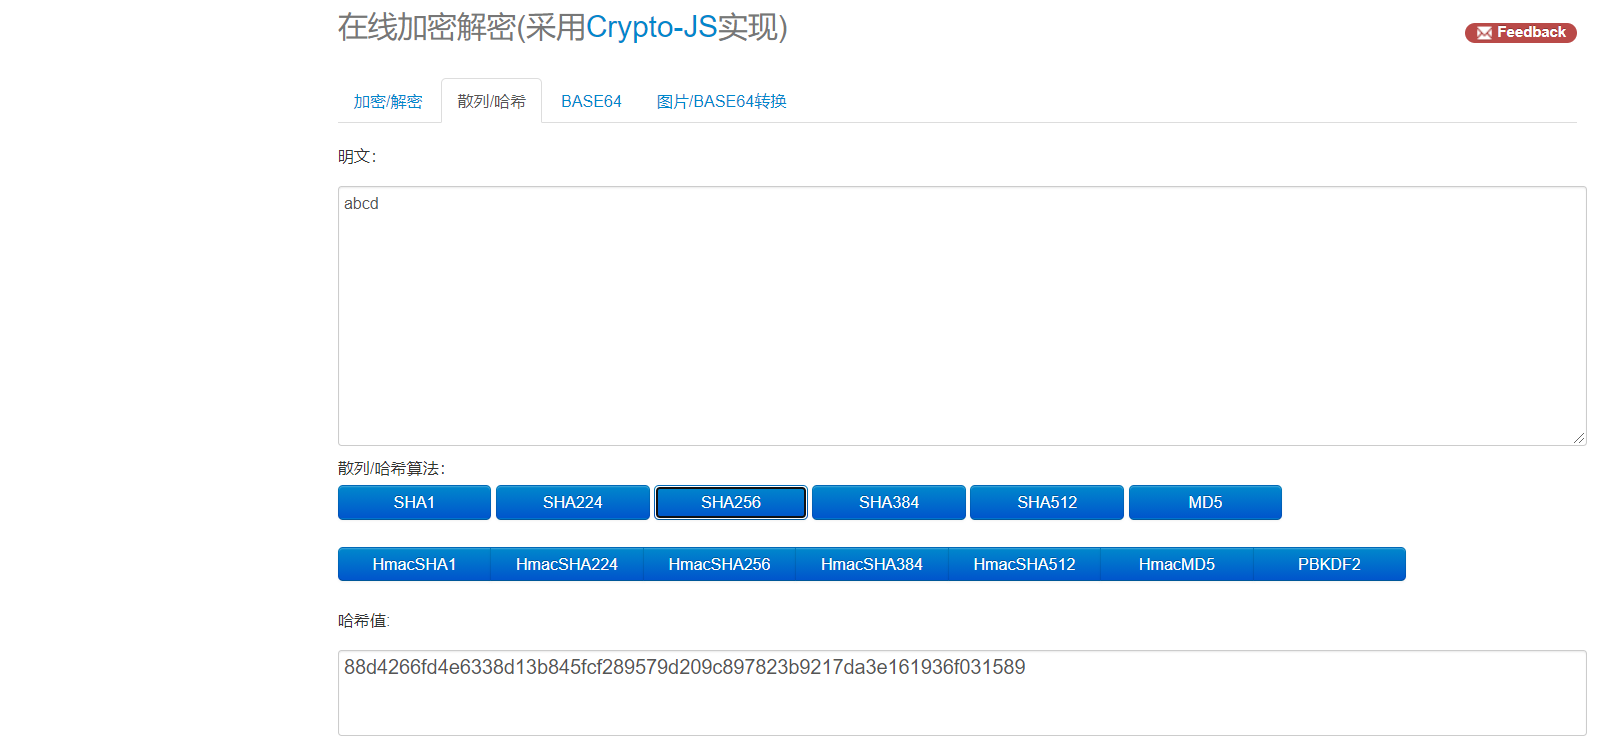 在线加密解密(采用Crypto-JS实现)
Feedback
加密/解密 散列/哈希 BASE64 图片/BASE64转换
明文：
abcd
散列/哈希算法：
SHA1 SHA224 SHA256 SHA384 SHA512 MD5
HmacSHA1 HmacSHA224 HmacSHA256 HmacSHA384 HmacSHA512 HmacMD5 PBKDF2
哈希值:
88d4266fd4e6338d13b845fcf289579d209c897823b9217da3e161936f031589